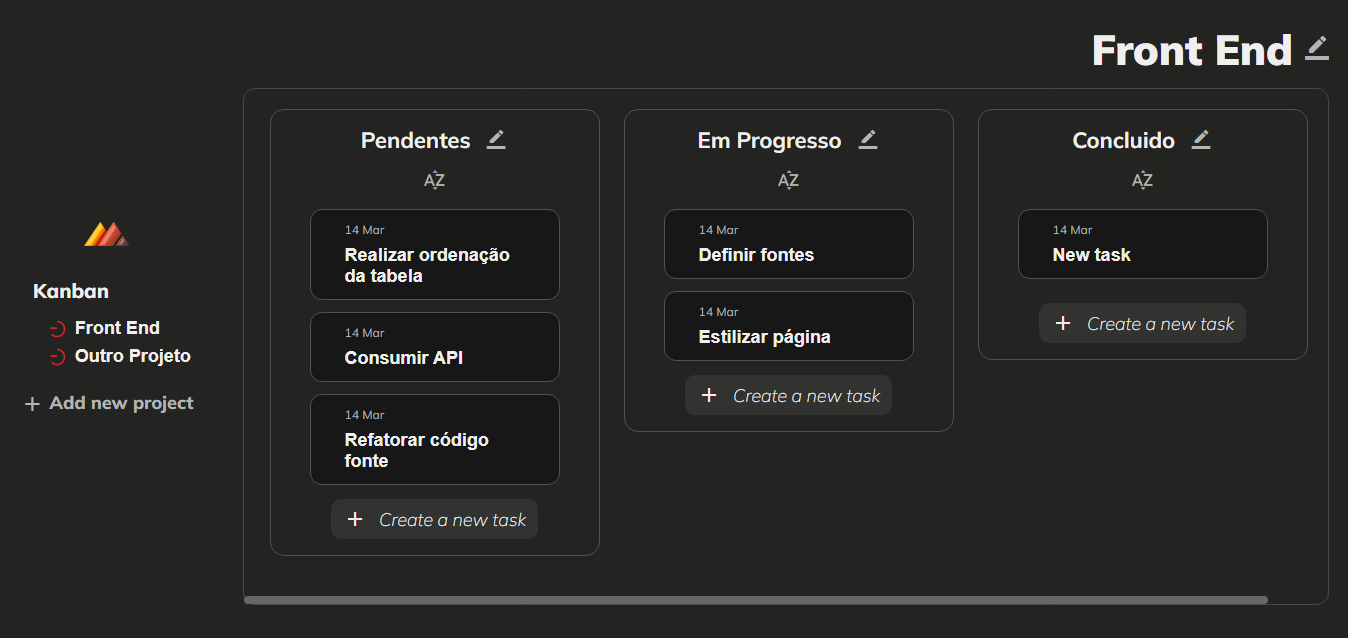 Front End
Kanban
Front End
Outro Projeto
+ Add new project
Pendentes
AZ
14 Mar
Realizar ordenação
da tabela
14 Mar
Consumir API
14 Mar
Refatorar código
fonte
+ Create a new task
Em Progresso
AZ
14 Mar
Definir fontes
14 Mar
Estilizar página
+ Create a new task
Concluido
AZ
14 Mar
New task
+ Create a new task